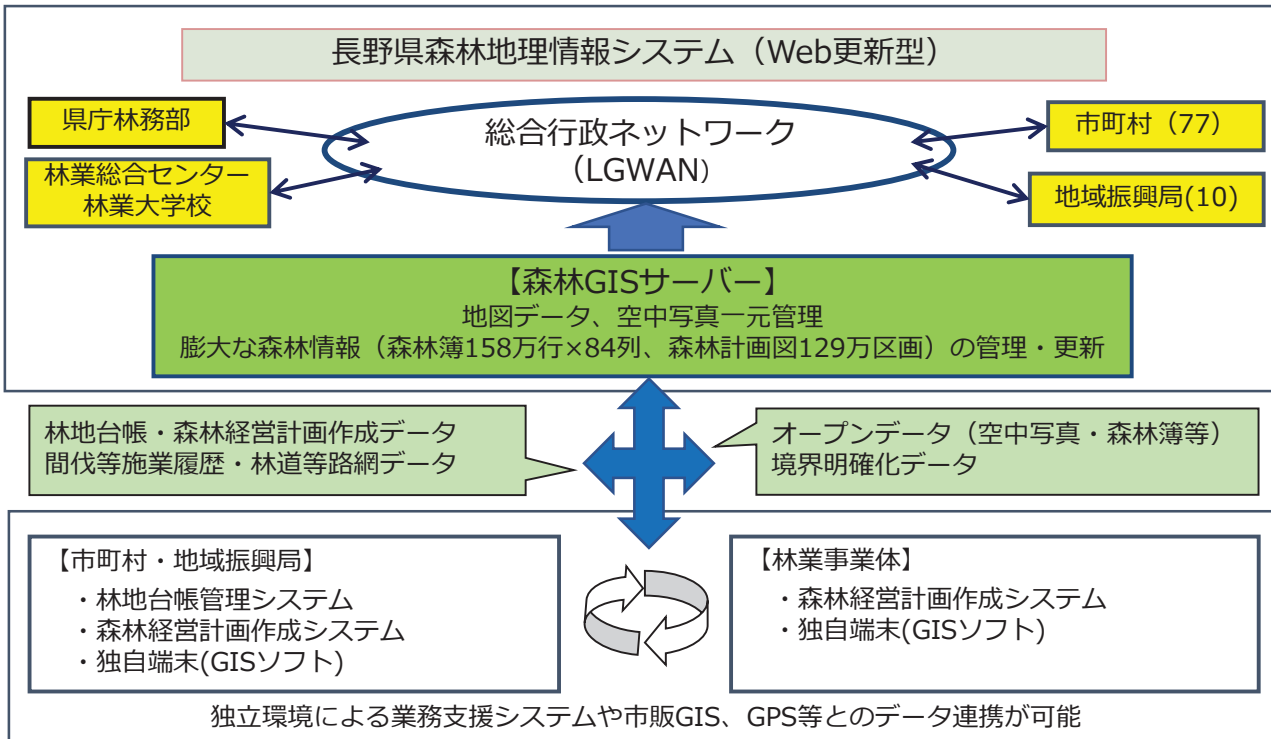 長野県森林地理情報システム（Web更新型）
県庁林務部
総合行政ネットワーク
（LGWAN）
市町村（77）
林業総合センター
林業大学校
地域振興局(10)
【森林GISサーバー】
地図データ、空中写真一元管理
膨大な森林情報（森林簿158万行×84列、森林計画図129万区画）の管理・更新
林地台帳・森林経営計画作成データ
間伐等施業履歴・林道等路網データ
オープンデータ（空中写真・森林簿等）
境界明確化データ
【市町村・地域振興局】
・林地台帳管理システム
・森林経営計画作成システム
・独自端末(GISソフト)
【林業事業体】
・森林経営計画作成システム
・独自端末(GISソフト)
独立環境による業務支援システムや市販GIS、GPS等とのデータ連携が可能